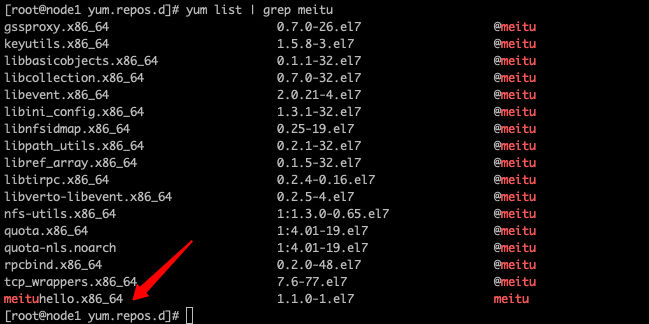 [root@node1 yum.repos.d]# yum list | grep meitu
gssproxy.x86_64 0.7.0-26.el7 @meitu
keyutils.x86_64 1.5.8-3.el7 @meitu
libbasicobjects.x86_64 0.1.1-32.el7 @meitu
libcollection.x86_64 0.7.0-32.el7 @meitu
libevent.x86_64 2.0.21-4.el7 @meitu
libini_config.x86_64 1.3.1-32.el7 @meitu
libnfsidmap.x86_64 0.25-19.el7 @meitu
libpath_utils.x86_64 0.2.1-32.el7 @meitu
libref_array.x86_64 0.1.5-32.el7 @meitu
libtirpc.x86_64 0.2.4-0.16.el7 @meitu
libverto-libevent.x86_64 0.2.5-4.el7 @meitu
nfs-utils.x86_64 1:1.3.0-0.65.el7 @meitu
quota.x86_64 1:4.01-19.el7 @meitu
quota-nls.noarch 1:4.01-19.el7 @meitu
rpcbind.x86_64 0.2.0-48.el7 @meitu
tcp_wrappers.x86_64 7.6-77.el7 @meitu
meituhello.x86_64 1.1.0-1.el7 meitu
[root@node1 yum.repos.d]#